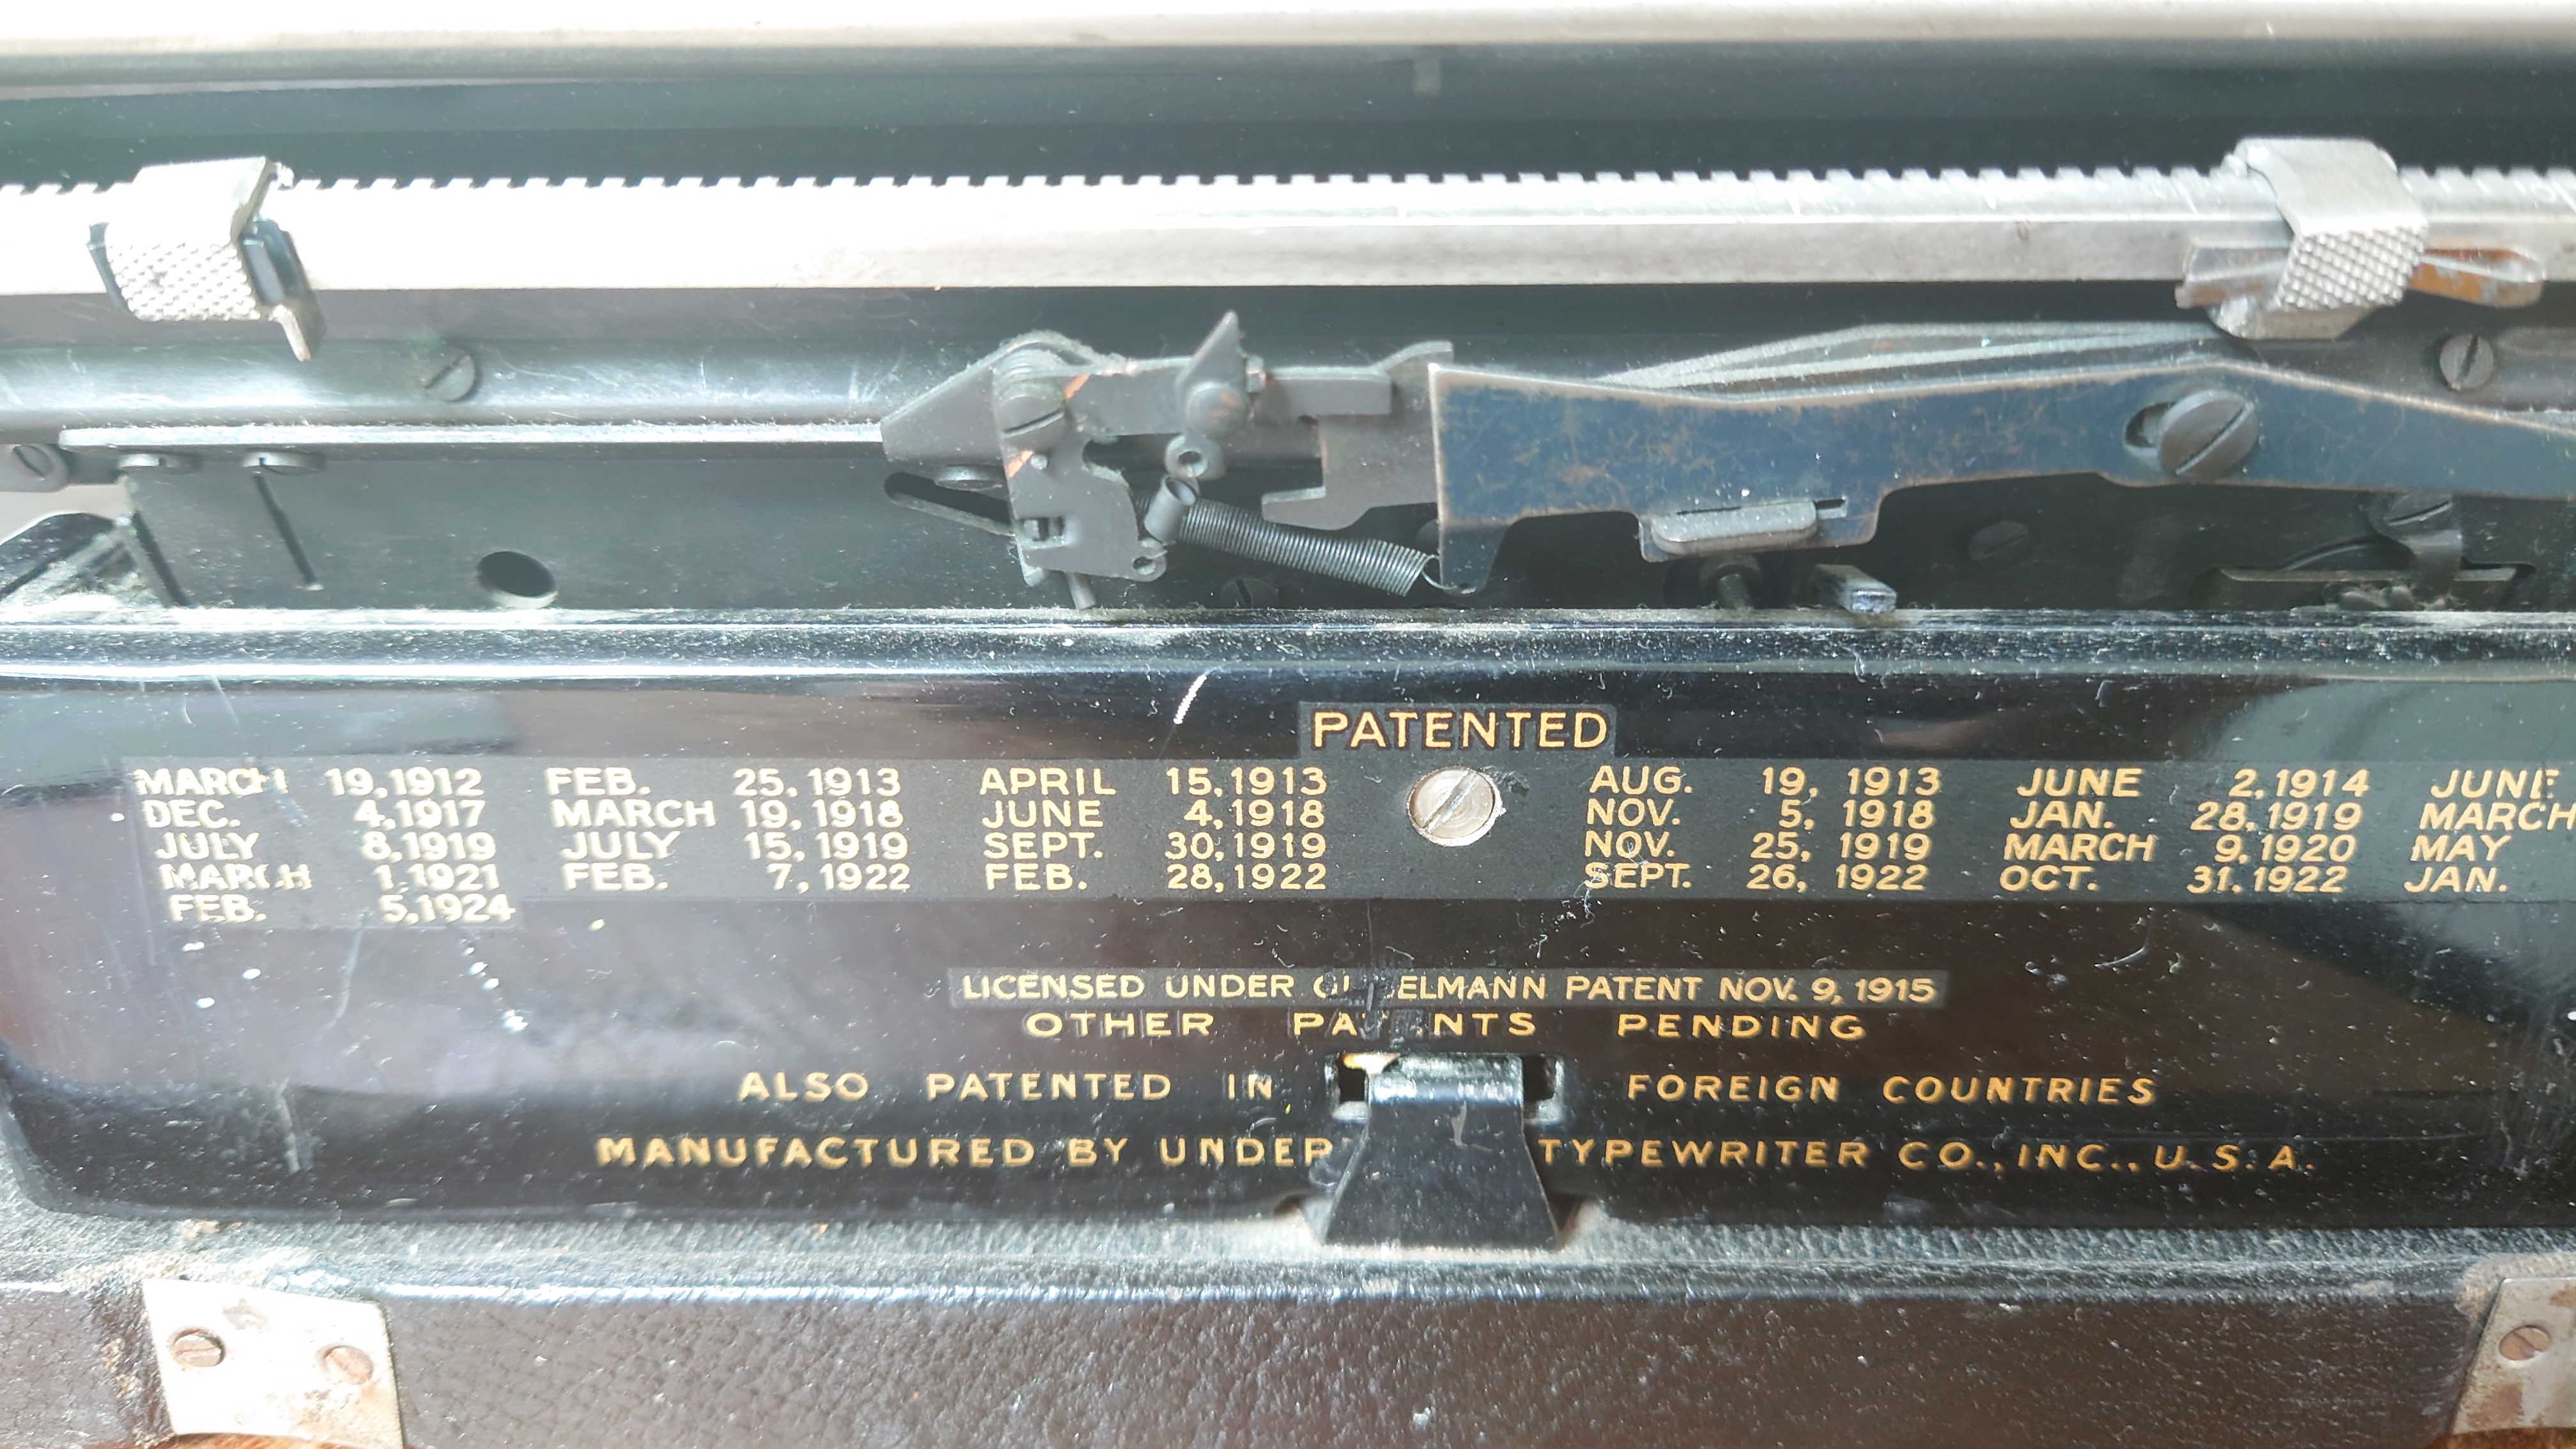 PATENTED
MARCH 19,1912 FEB. 25,1913 APRIL 15,1913 AUG. 19, 1913 JUNE 2,1914 JUNE
DEC. 4,1917 MARCH 19,1918 JUNE 4,1918 NOV. 5, 1918 JAN. 28,1919 MARCH
JULY 8,1919 JULY 15,1919 SEPT. 30,1919 NOV. 25, 1919 MARCH 9,1920 MAY
MARCH 1,1921 FEB. 7,1922 FEB. 28,1922 SEPT. 26, 1922 OCT. 31,1922 JAN.
FEB. 5,1924
LICENSED UNDER PATENT NOV. 9, 1915
OTHER PATENTS PENDING
ALSO PATENTED IN FOREIGN COUNTRIES
MANUFACTURED BY TYPEWRITER CO., INC., U.S.A.